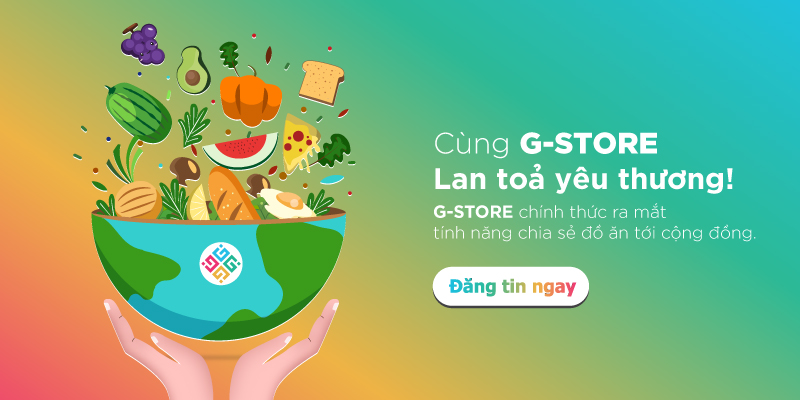 Cùng G-STORE
Lan toả yêu thương!
G-STORE chính thức ra mắt
tính năng chia sẻ đồ ăn tới cộng đồng.
Đăng tin ngay